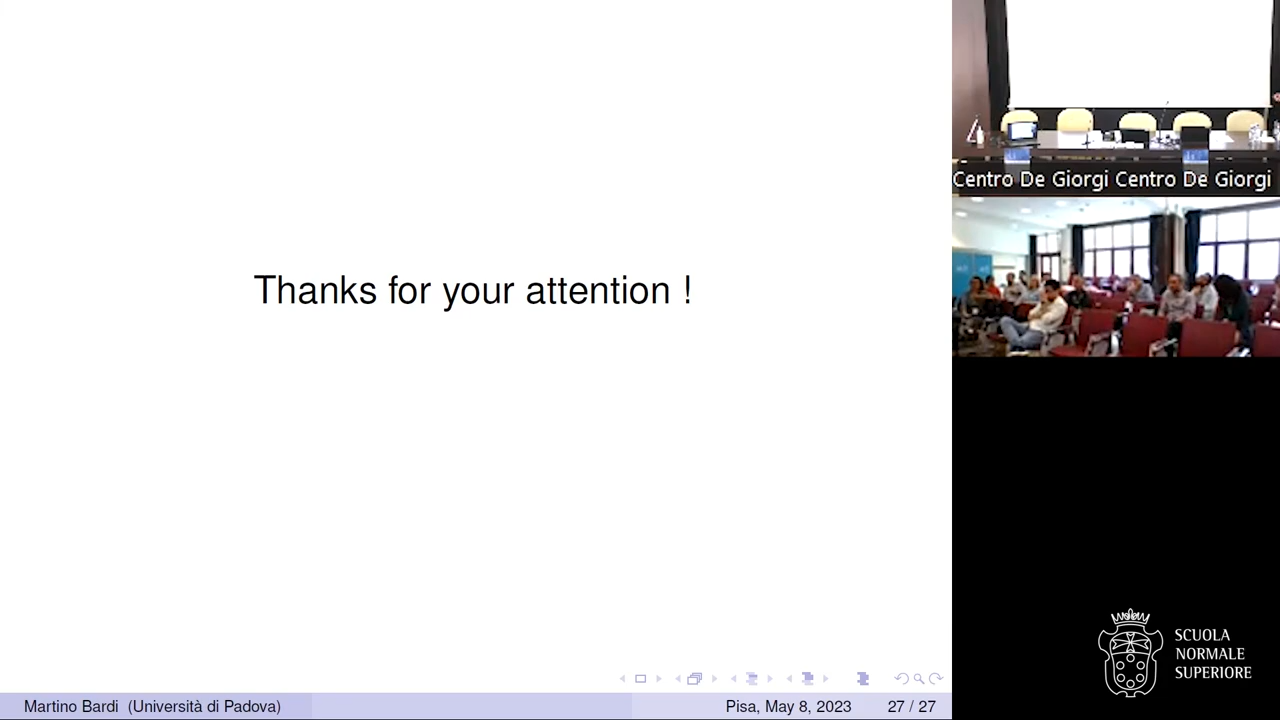 Thanks for your attention !
Martino Bardi (Università di Padova)
Pisa, May 8, 2023
27 / 27
Centro De Giorgi Centro De Giorgi
SCUOLA
NORMALE
SUPERIORE